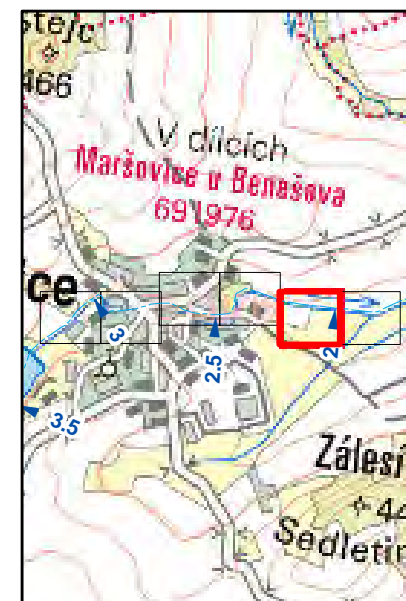 466
V dílcích
Maršovice u Benešova
691976
ice
3
2.5
2
3.5
Zálesí
44
Sedletín